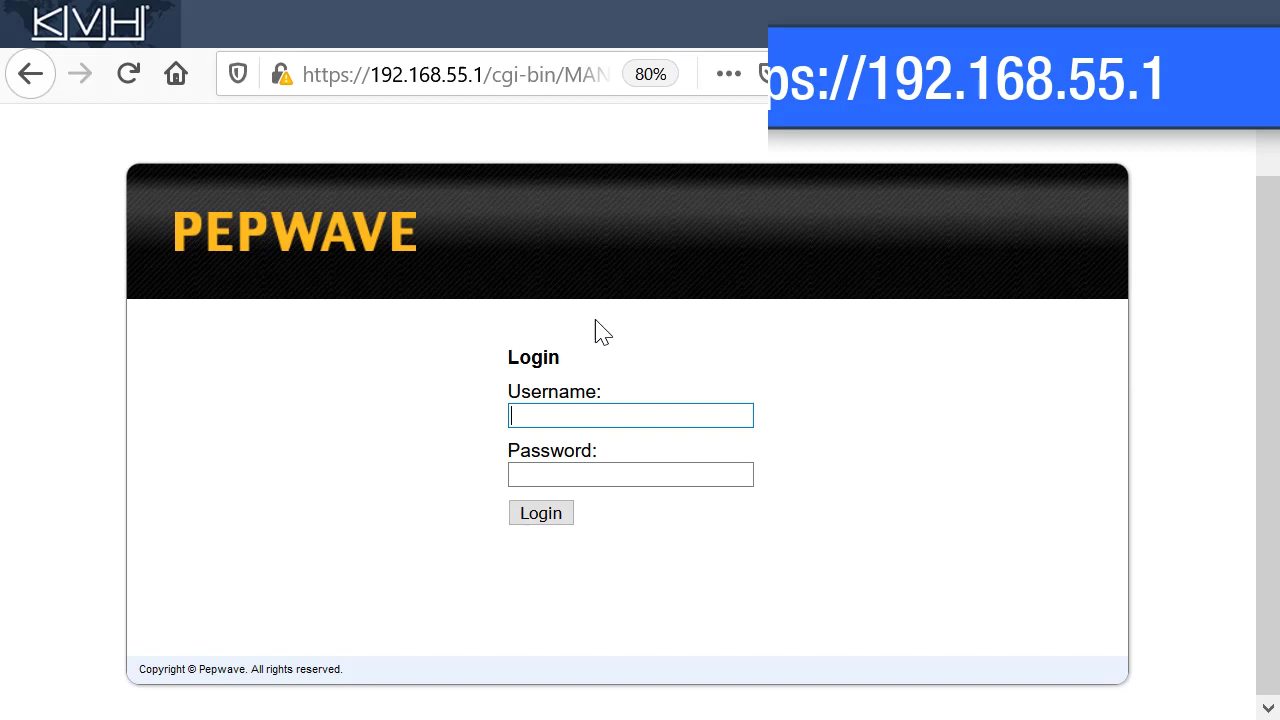 KVH
https://192.168.55.1/cgi-bin/MAN
80%
ps://192.168.55.1
PEPWAVE
Login
Username:
Password:
Login
Copyright © Pepwave. All rights reserved.